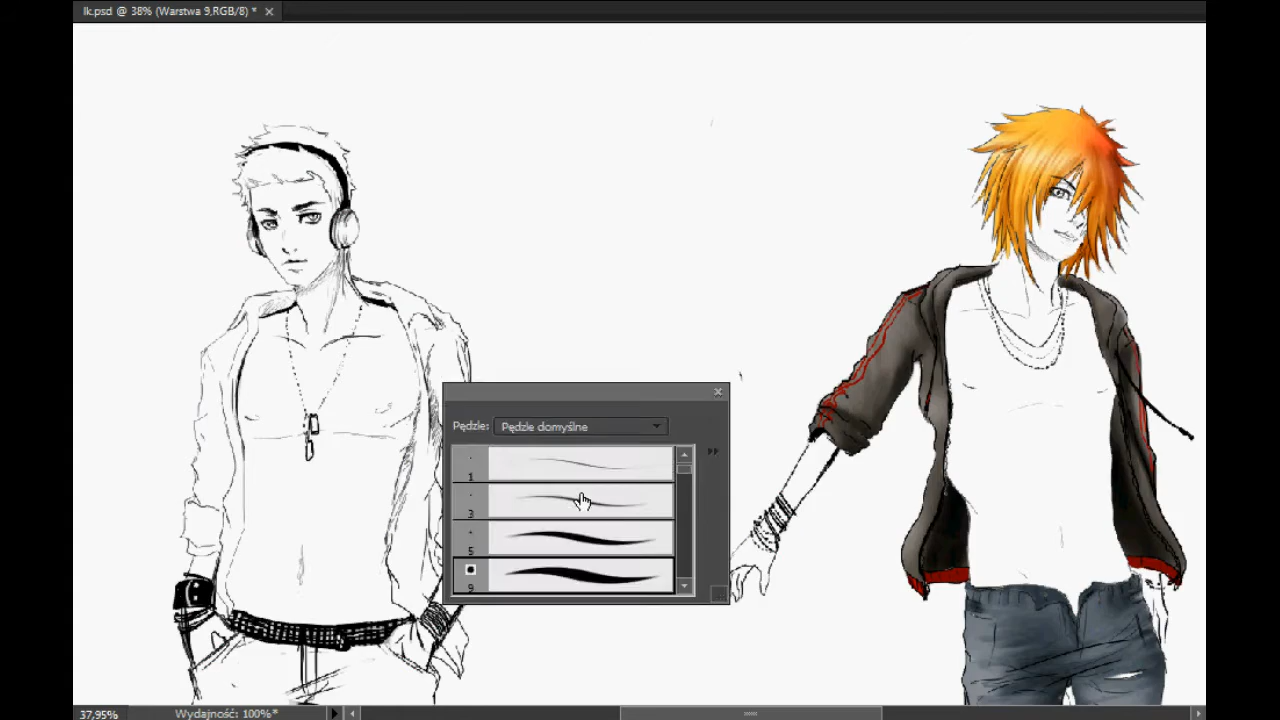 lk.psd @ 38% (Warstwa 9,RGB/8) *
Pędzle: Pędzle domyślne
1
3
5
9
37,95%
Wydajność: 100%*